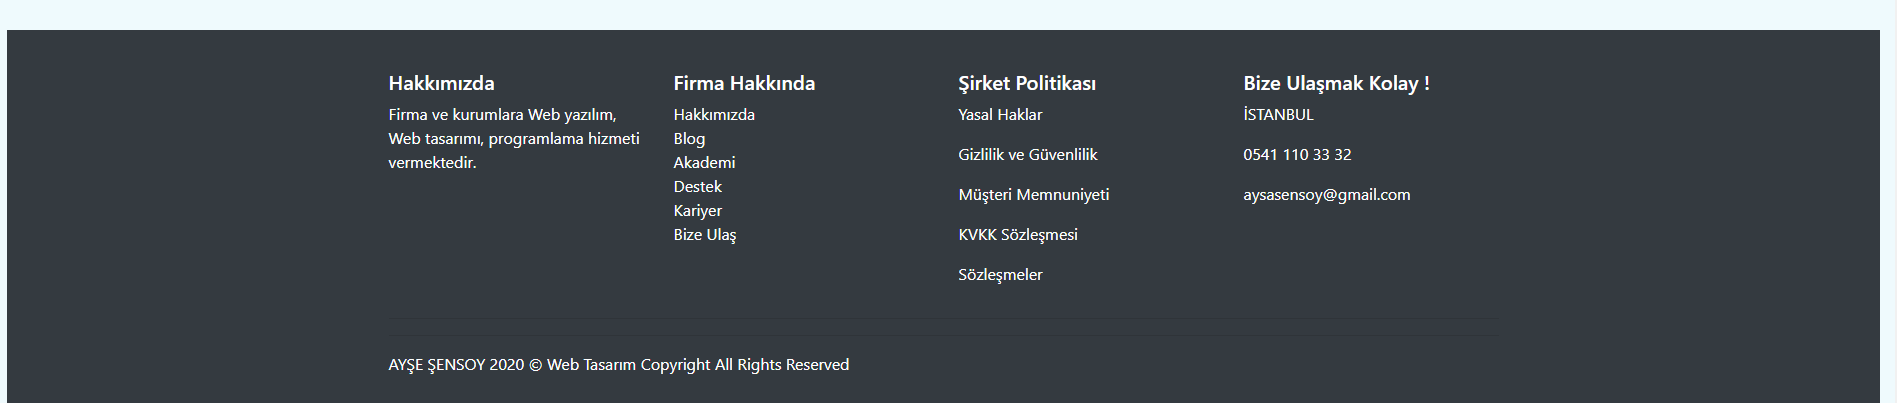 Hakkımızda
Firma ve kurumlara Web yazılım,
Web tasarımı, programlama hizmeti
vermektedir.
Firma Hakkında
Hakkımızda
Blog
Akademi
Destek
Kariyer
Bize Ulaş
Şirket Politikası
Yasal Haklar
Gizlilik ve Güvenlilik
Müşteri Memnuniyeti
KVKK Sözleşmesi
Sözleşmeler
Bize Ulaşmak Kolay !
İSTANBUL
0541 110 33 32
aysasensoy@gmail.com
AYŞE ŞENSOY 2020 © Web Tasarım Copyright All Rights Reserved